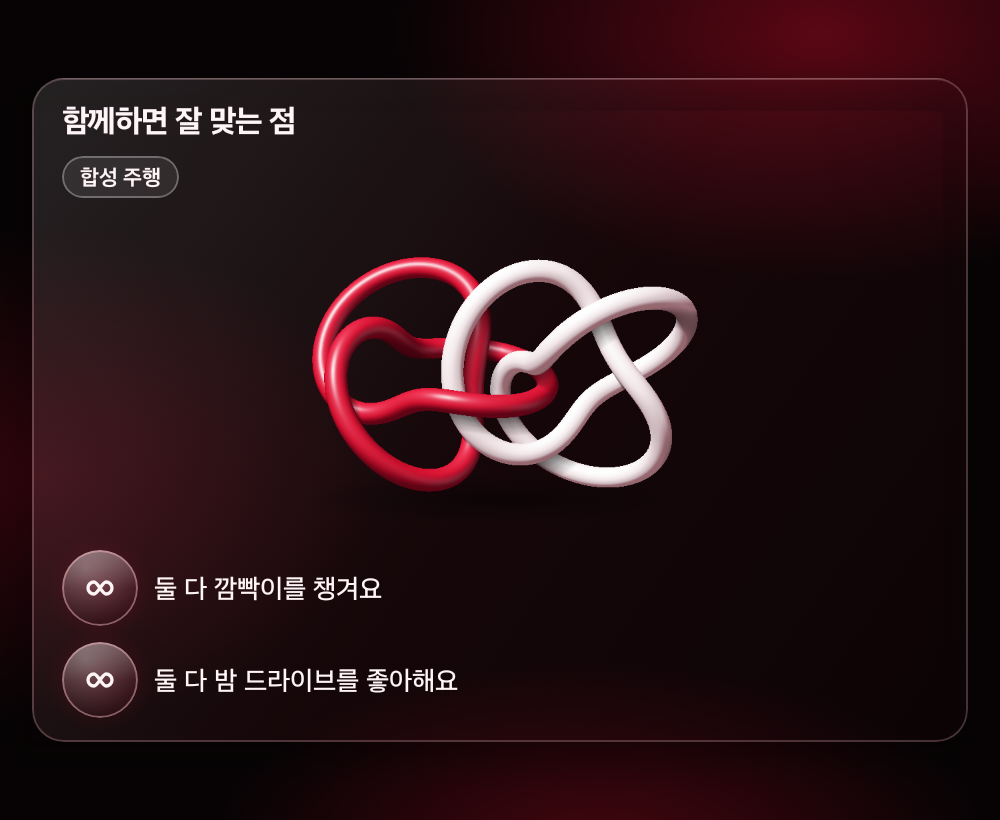 함께하면 잘 맞는 점
합성 주행
∞ 둘 다 깜빡이를 챙겨요
∞ 둘 다 밤 드라이브를 좋아해요